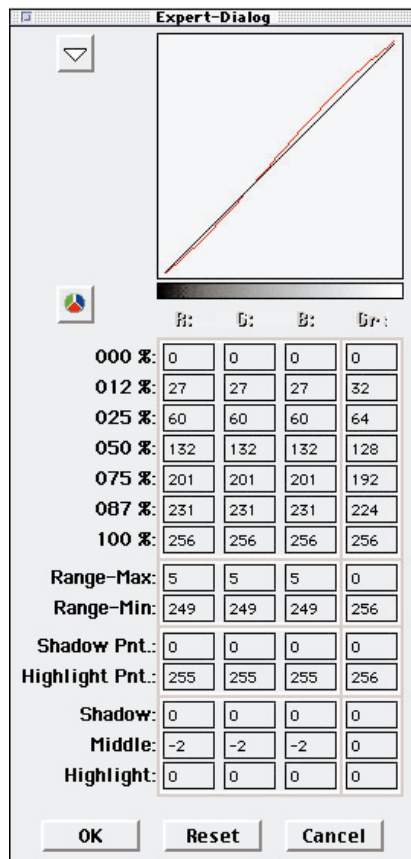 Expert-Dialog
R: G: B: Gr:
000 %: 0 0 0 0
012 %: 27 27 27 32
025 %: 60 60 60 64
050 %: 132 132 132 128
075 %: 201 201 201 192
087 %: 231 231 231 224
100 %: 256 256 256 256
Range-Max: 5 5 5 0
Range-Min: 249 249 249 256
Shadow Pnt.: 0 0 0 0
Highlight Pnt.: 255 255 255 256
Shadow: 0 0 0 0
Middle: -2 -2 -2 0
Highlight: 0 0 0 0
OK Reset Cancel